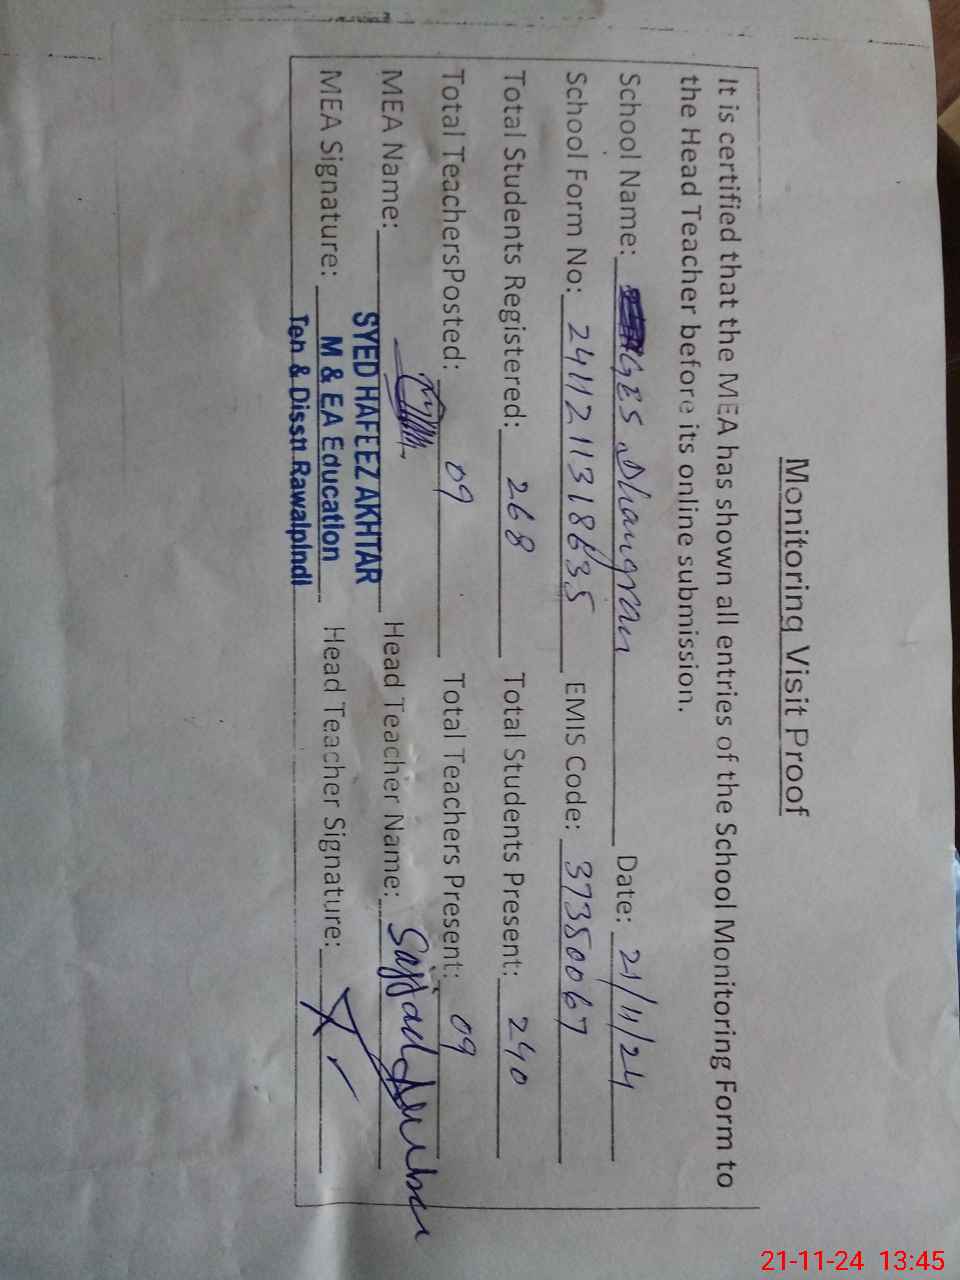 Monitoring Visit Proof
It is certified that the MEA has shown all entries of the School Monitoring Form to
the Head Teacher before its online submission.
School Name: GES Dhangran Date: 21/11/24
School Form No: 2411211318635 EMIS Code: 37350067
Total Students Registered: 268 Total Students Present: 240
Total TeachersPosted: 09 Total Teachers Present: 09
MEA Name: SYED HAFEEZ AKHTAR Head Teacher Name: Sajjad
MEA Signature: M & EA Education Head Teacher Signature:
Teh & Disstt Rawalpindi
21-11-24 13:45